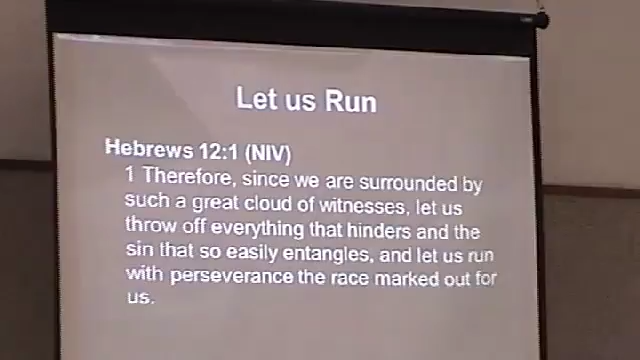 Let us Run
Hebrews 12:1 (NIV)
1 Therefore, since we are surrounded by
such a great cloud of witnesses, let us
throw off everything that hinders and the
sin that so easily entangles, and let us run
with perseverance the race marked out for
us.